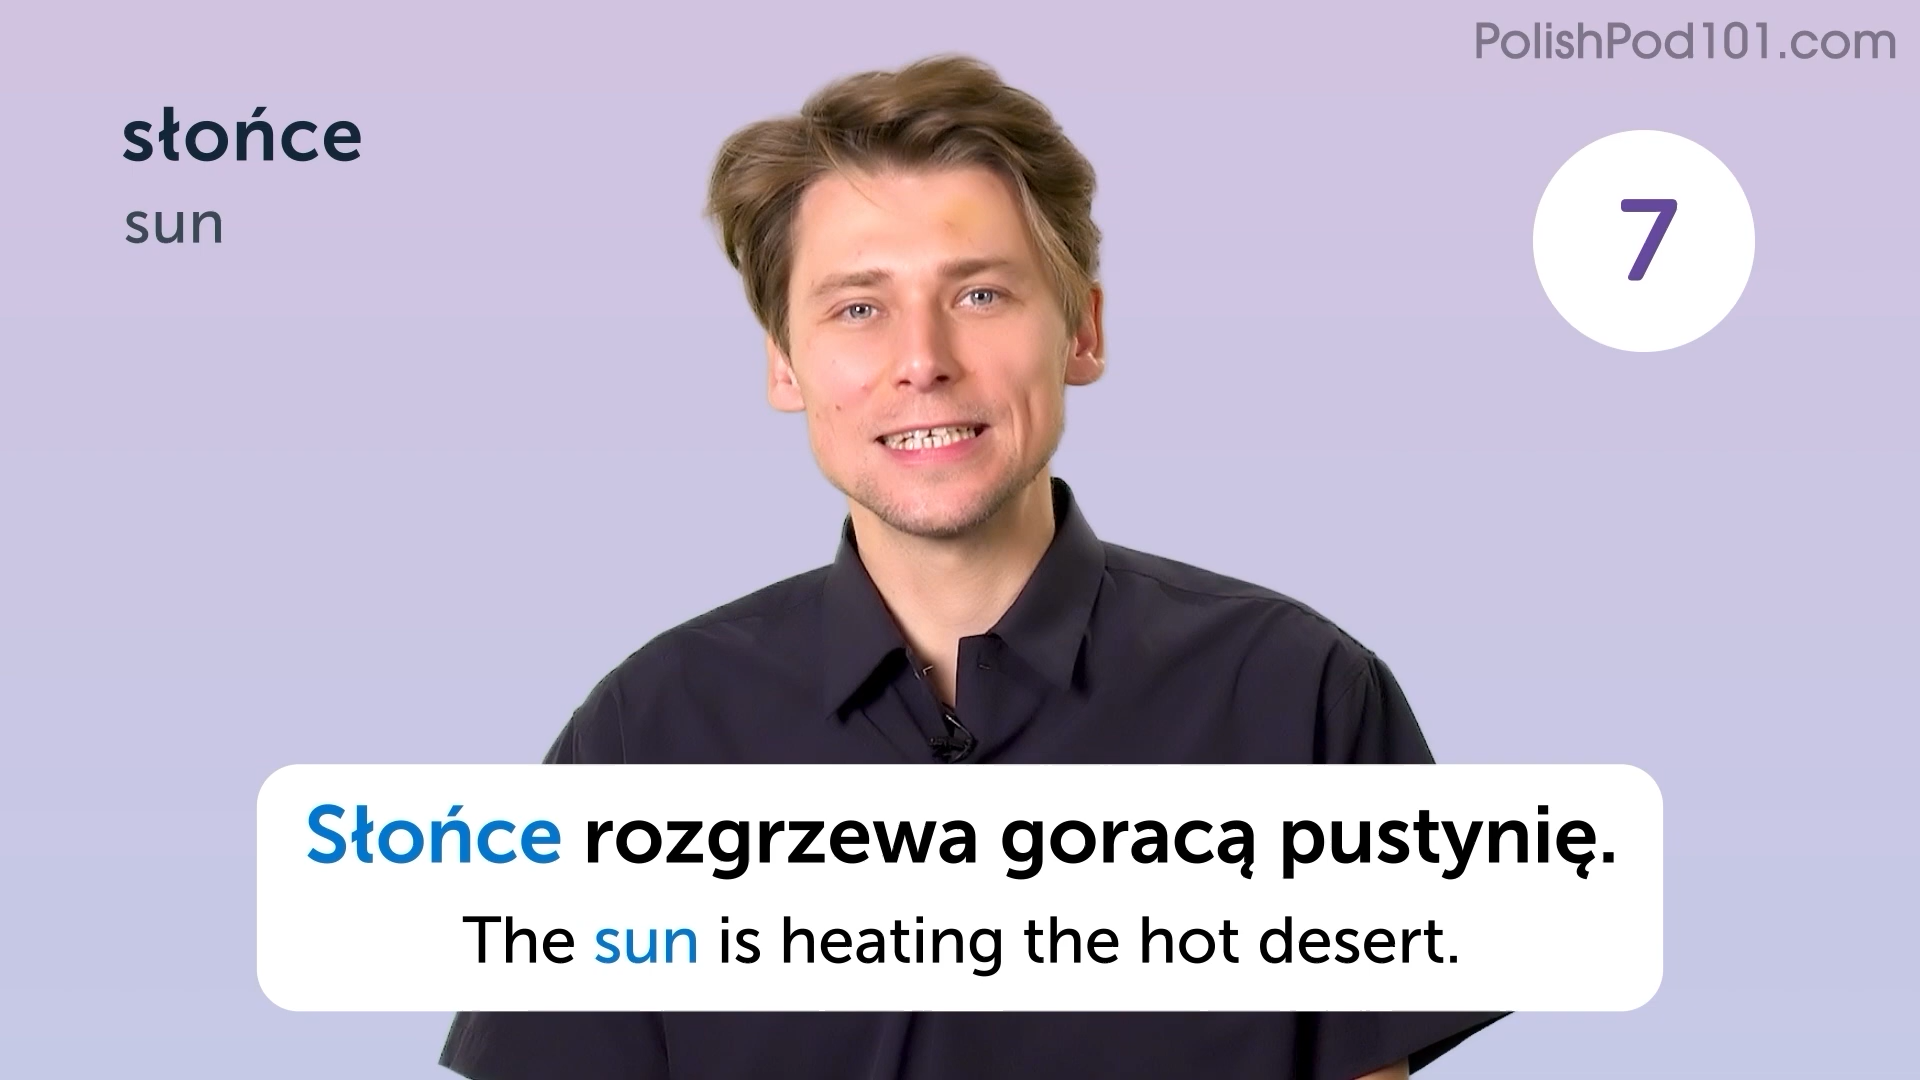 PolishPod101.com
słońce
sun
7
Słońce rozgrzewa goracą pustynię.
The sun is heating the hot desert.